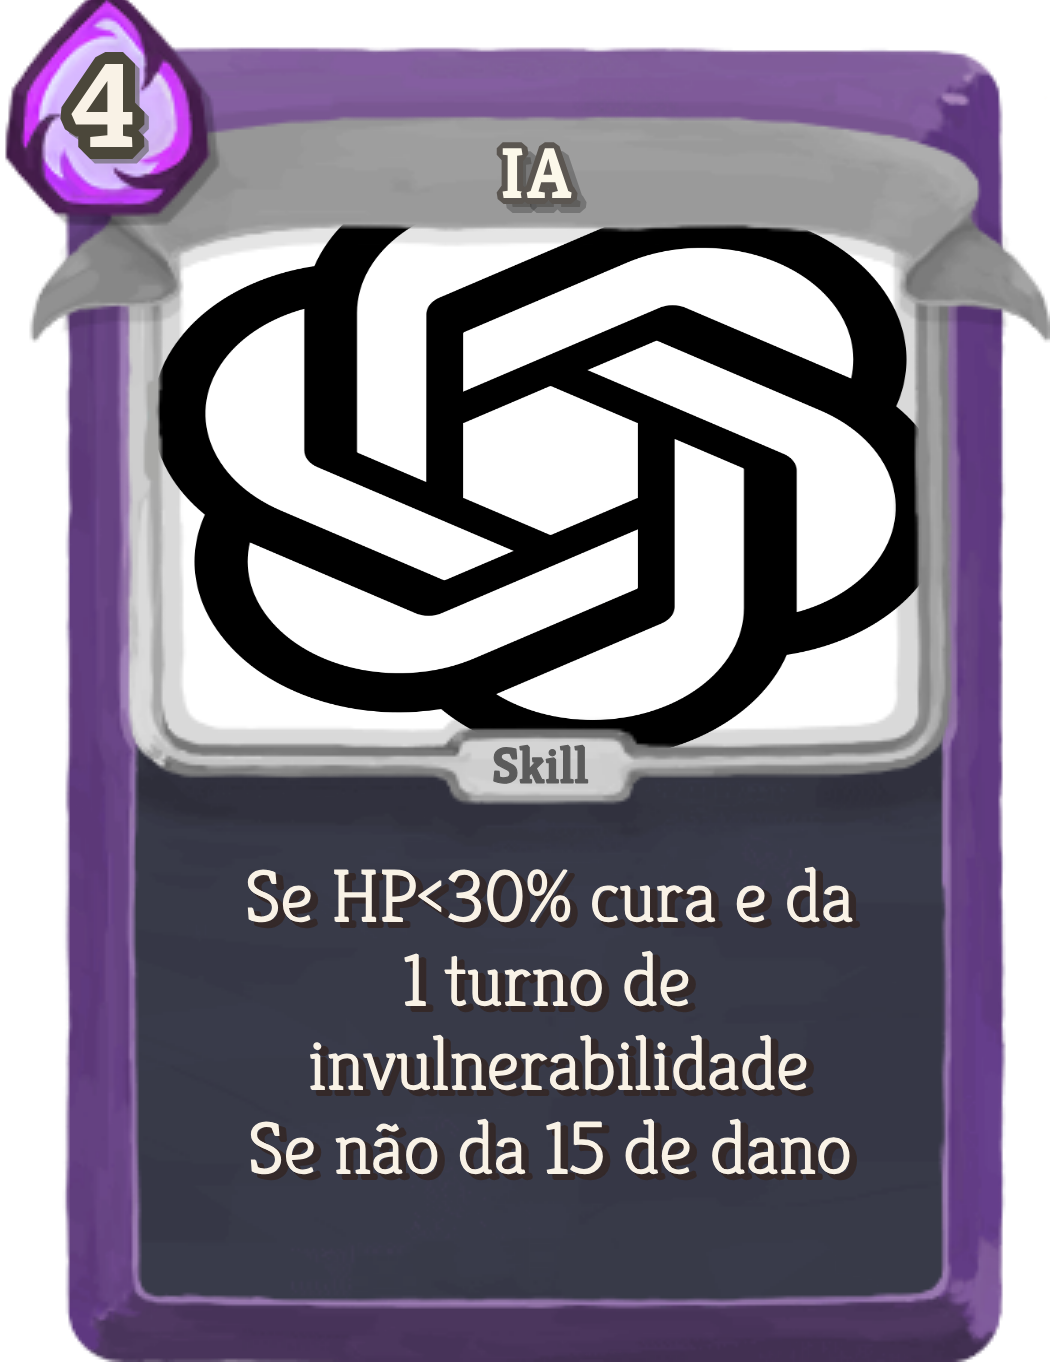 4
IA
Skill
Se HP<30% cura e da
1 turno de
invulnerabilidade
Se não da 15 de dano